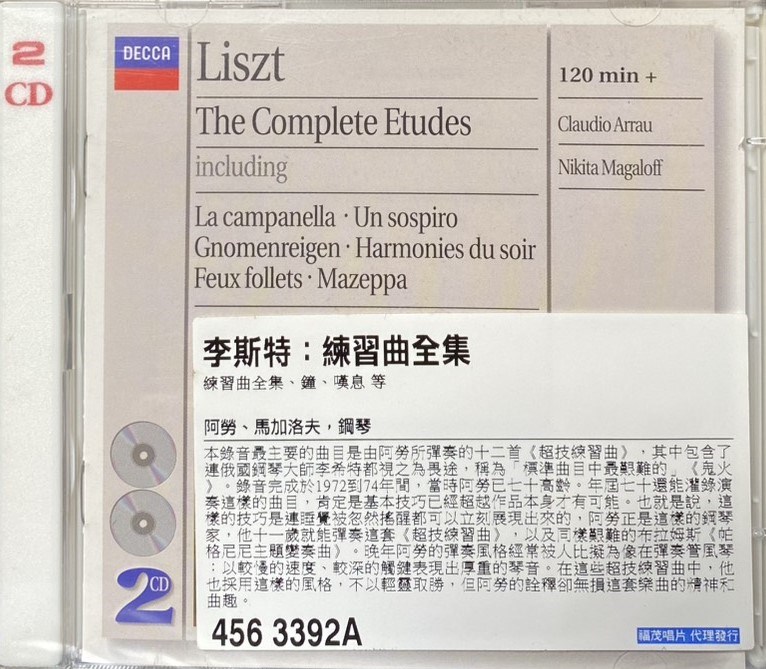 2
CD
DECCA
Liszt
The Complete Etudes
including
La campanella · Un sospiro
Gnomenreigen · Harmonies du soir
Feux follets · Mazeppa
120 min +
Claudio Arrau
Nikita Magaloff
李斯特：練習曲全集
練習曲全集、鐘、嘆息 等
阿勞、馬加洛夫，鋼琴
本錄音最主要的曲目是由阿勞所彈奏的十二首《超技練習曲》，其中包含了
連俄國鋼琴大師李希特都視之為畏途，稱為「標準曲目中最艱難的」《鬼火
》。錄音完成於1972到74年間，當時阿勞已七十高齡。年屆七十還能灌錄演
奏這樣的曲目，肯定是基本技巧已經超越作品本身才有可能。也就是說，這
樣的技巧是連睡覺被忽然搖醒都可以立刻展現出來的，阿勞正是這樣的鋼琴
家，他十一歲就能彈奏這套《超技練習曲》，以及同樣艱難的布拉姆斯《帕
格尼尼主題變奏曲》。晚年阿勞的彈奏風格經常被人比擬為像在彈奏管風琴
：以較慢的速度、較深的觸鍵表現出厚重的琴音。在這些超技練習曲中，他
也採用這樣的風格，不以輕靈取勝，但阿勞的詮釋卻無損這套樂曲的精神和
曲趣。
2
CD
456 3392A
福茂唱片 代理發行